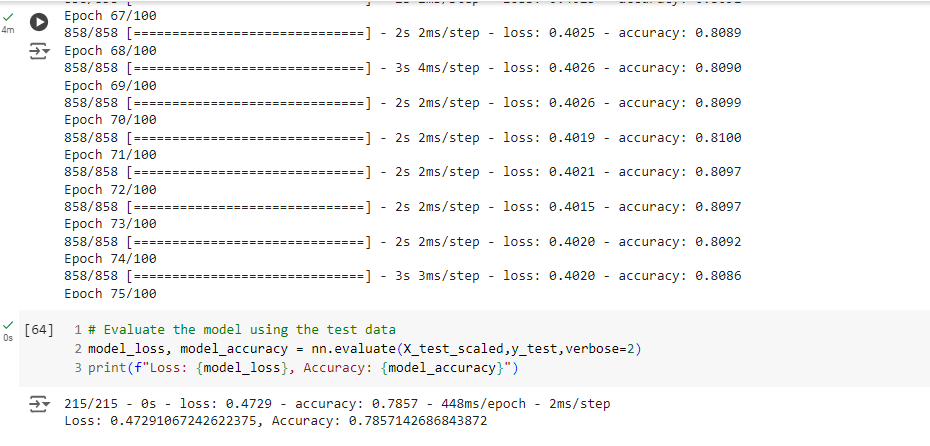 Epoch 67/100
4m
858/858 [==============================] - 2s 2ms/step - loss: 0.4025 - accuracy: 0.8089
Epoch 68/100
858/858 [==============================] - 3s 4ms/step - loss: 0.4026 - accuracy: 0.8090
Epoch 69/100
858/858 [==============================] - 2s 2ms/step - loss: 0.4026 - accuracy: 0.8099
Epoch 70/100
858/858 [==============================] - 2s 2ms/step - loss: 0.4019 - accuracy: 0.8100
Epoch 71/100
858/858 [==============================] - 2s 2ms/step - loss: 0.4021 - accuracy: 0.8097
Epoch 72/100
858/858 [==============================] - 2s 2ms/step - loss: 0.4015 - accuracy: 0.8097
Epoch 73/100
858/858 [==============================] - 2s 2ms/step - loss: 0.4020 - accuracy: 0.8092
Epoch 74/100
858/858 [==============================] - 3s 3ms/step - loss: 0.4020 - accuracy: 0.8086
Epoch 75/100
[64] 1 # Evaluate the model using the test data
0s
2 model_loss, model_accuracy = nn.evaluate(X_test_scaled,y_test,verbose=2)
3 print(f"Loss: {model_loss}, Accuracy: {model_accuracy}")
215/215 - 0s - loss: 0.4729 - accuracy: 0.7857 - 448ms/epoch - 2ms/step
Loss: 0.47291067242622375, Accuracy: 0.7857142686843872